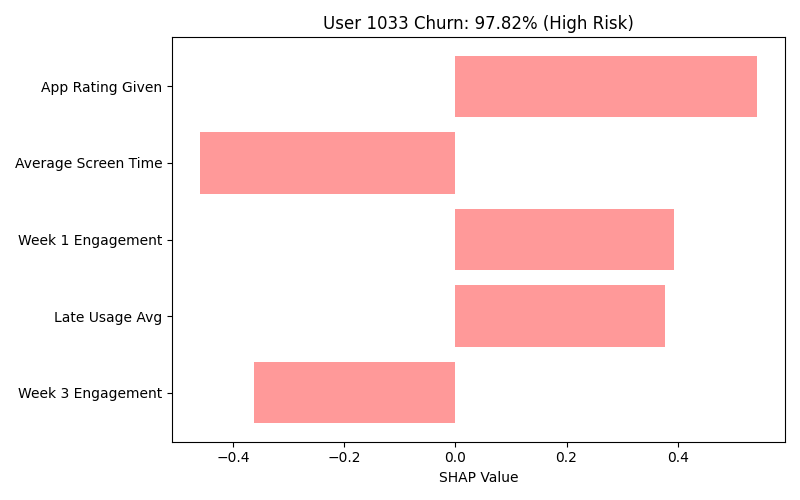 User 1033 Churn: 97.82% (High Risk)
App Rating Given
Average Screen Time
Week 1 Engagement
Late Usage Avg
Week 3 Engagement
−0.4 −0.2 0.0 0.2 0.4
SHAP Value